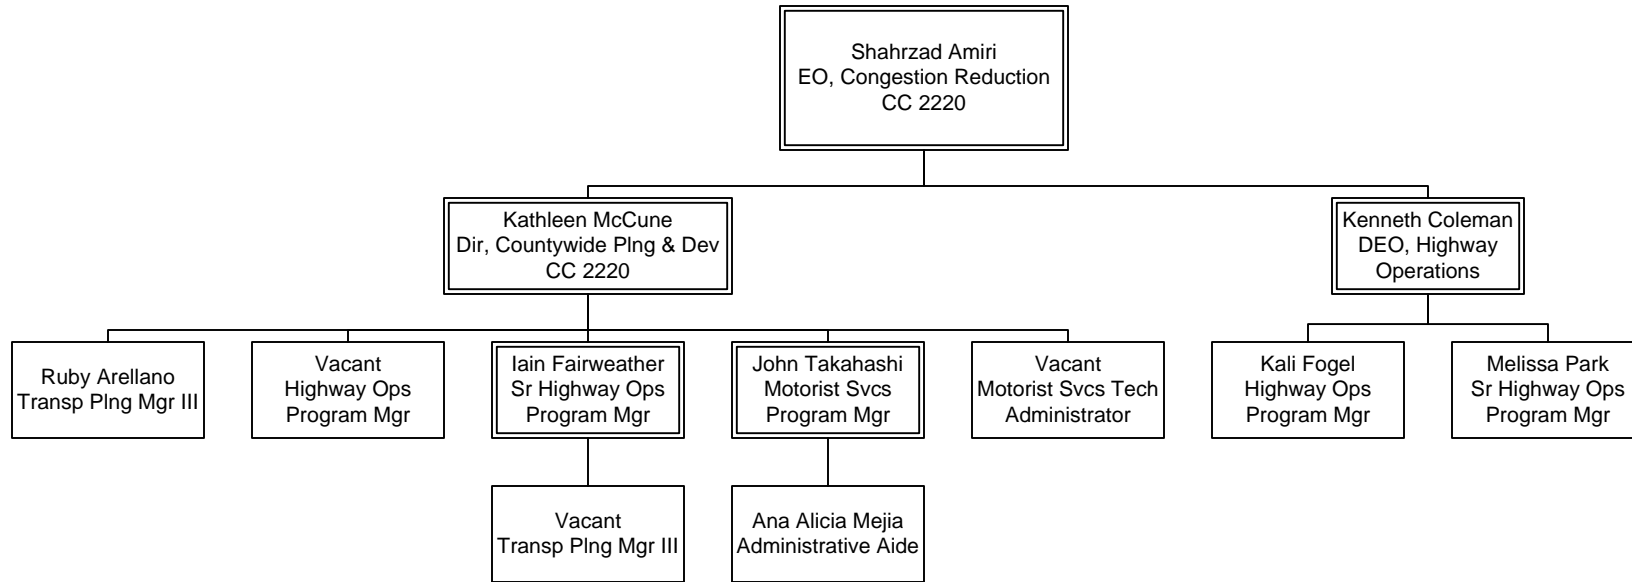 Shahrzad Amiri
EO, Congestion Reduction
CC 2220
Kathleen McCune
Dir, Countywide Plng & Dev
CC 2220
Kenneth Coleman
DEO, Highway
Operations
Ruby Arellano
Transp Plng Mgr III
Vacant
Highway Ops
Program Mgr
Iain Fairweather
Sr Highway Ops
Program Mgr
John Takahashi
Motorist Svcs
Program Mgr
Vacant
Motorist Svcs Tech
Administrator
Kali Fogel
Highway Ops
Program Mgr
Melissa Park
Sr Highway Ops
Program Mgr
Vacant
Transp Plng Mgr III
Ana Alicia Mejia
Administrative Aide